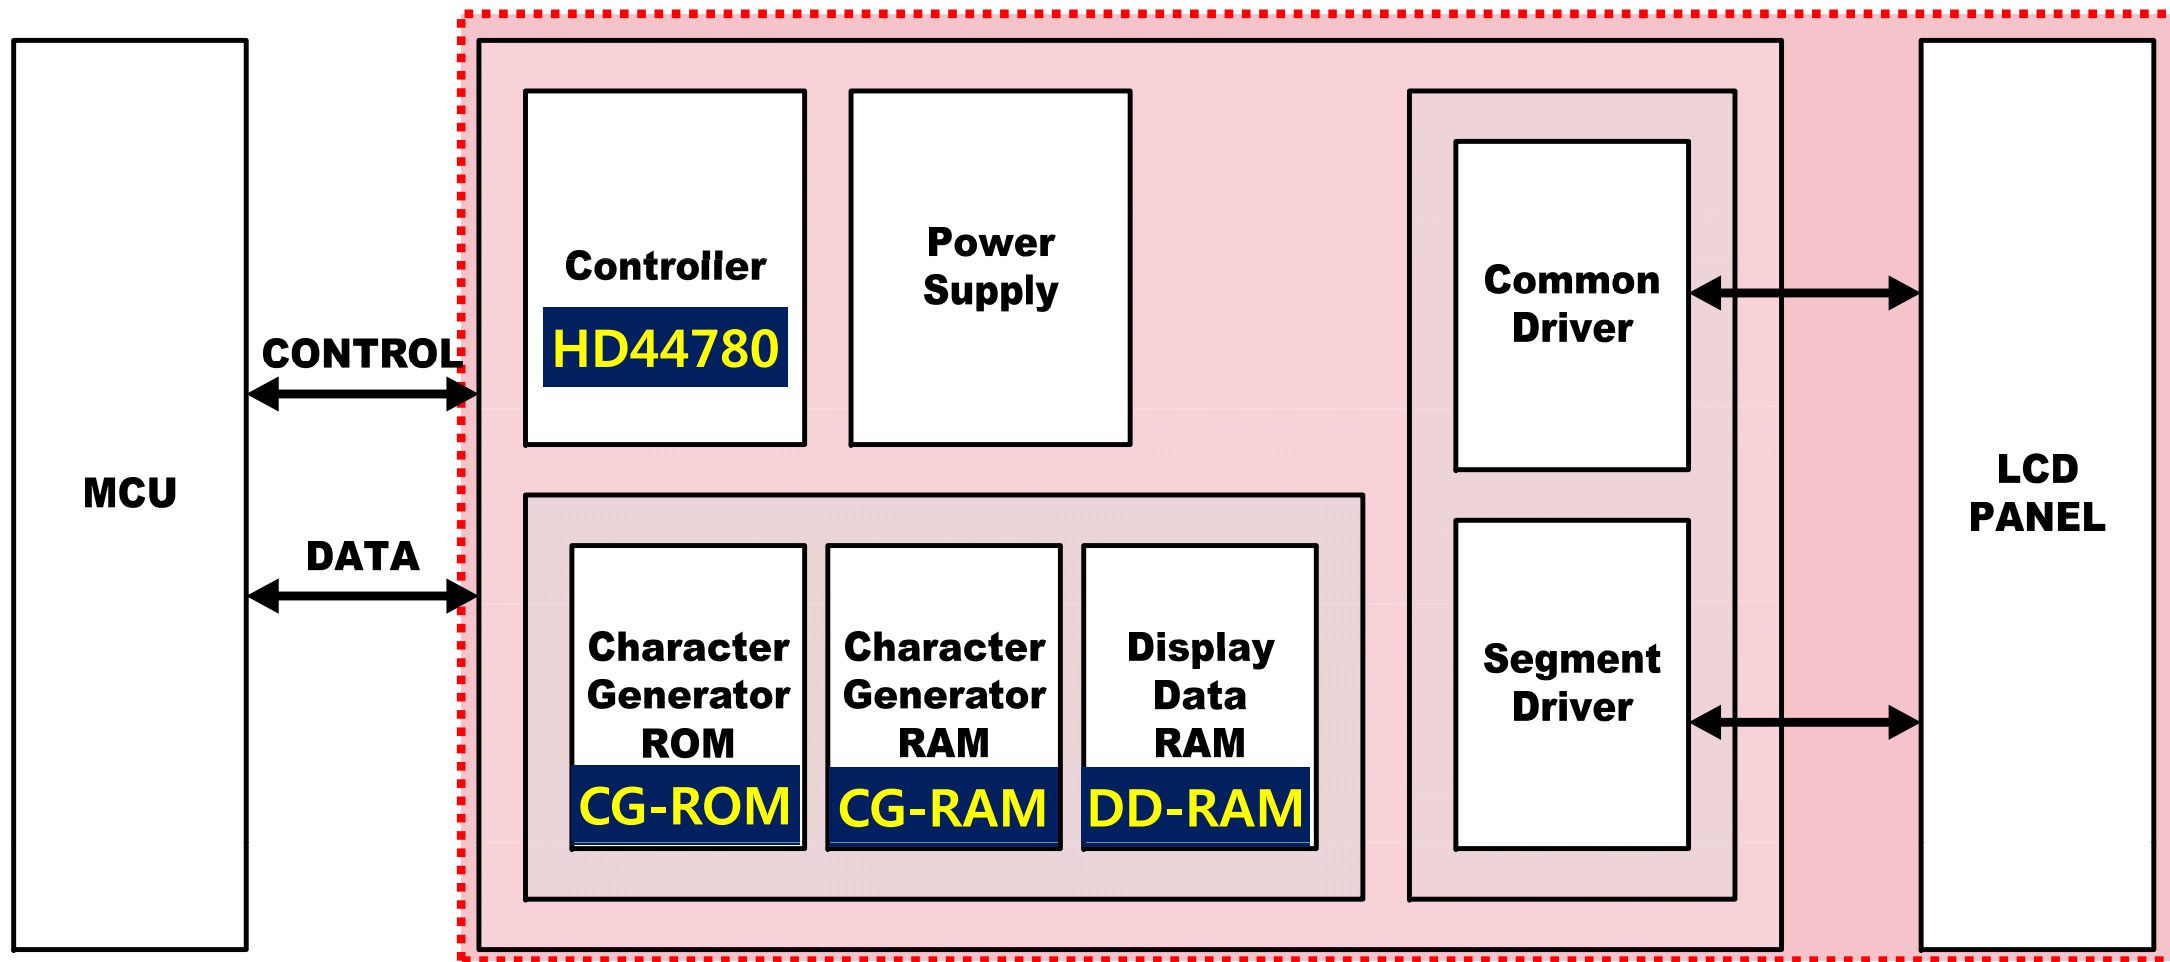 MCU
CONTROL
DATA
Controller
HD44780
Power
Supply
Character
Generator
ROM
CG-ROM
Character
Generator
RAM
CG-RAM
Display
Data
RAM
DD-RAM
Common
Driver
Segment
Driver
LCD
PANEL